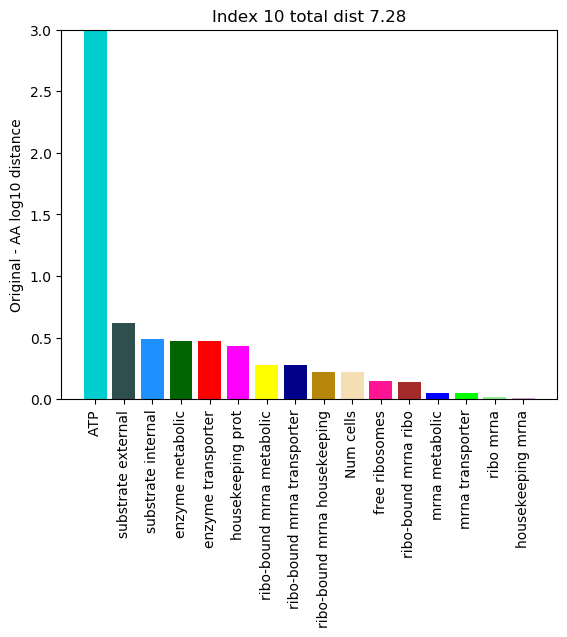 Index 10 total dist 7.28
Original - AA log10 distance
3.0
2.5
2.0
1.5
1.0
0.5
0.0
ATP
substrate external
substrate internal
enzyme metabolic
enzyme transporter
housekeeping prot
ribo-bound mrna metabolic
ribo-bound mrna transporter
ribo-bound mrna housekeeping
Num cells
free ribosomes
ribo-bound mrna ribo
mrna metabolic
mrna transporter
ribo mrna
housekeeping mrna